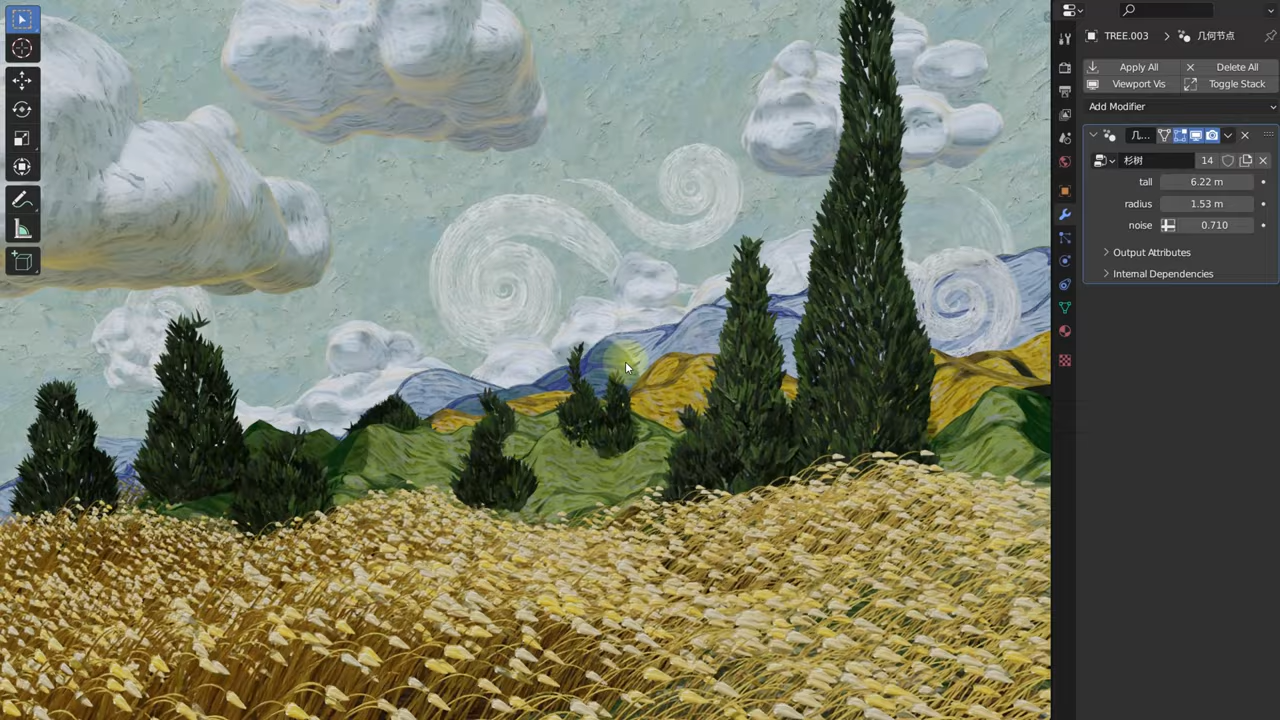 TREE.003 > 几何节点
Apply All
Delete All
Viewport Vis
Toggle Stack
Add Modifier
几...
杉树
14
tall 6.22 m
radius 1.53 m
noise 0.710
Output Attributes
Internal Dependencies